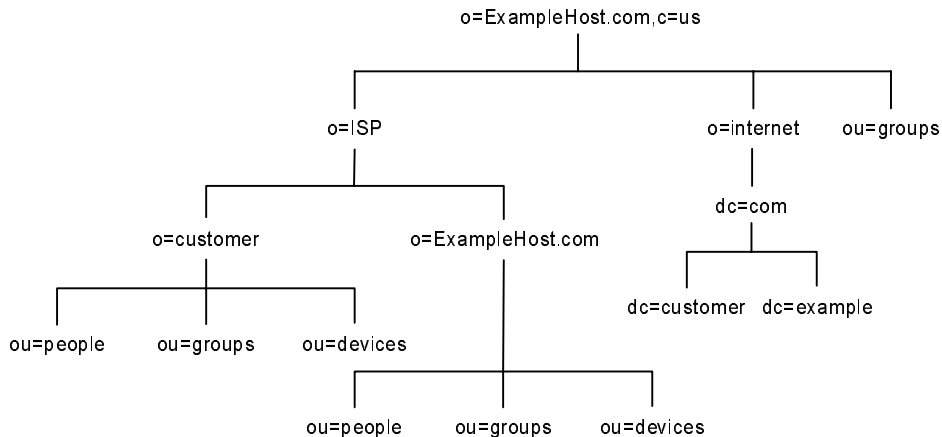 o=ExampleHost.com,c=us
o=ISP
o=internet
ou=groups
dc=com
o=customer
o=ExampleHost.com
dc=customer
dc=example
ou=people
ou=groups
ou=devices
ou=people
ou=groups
ou=devices